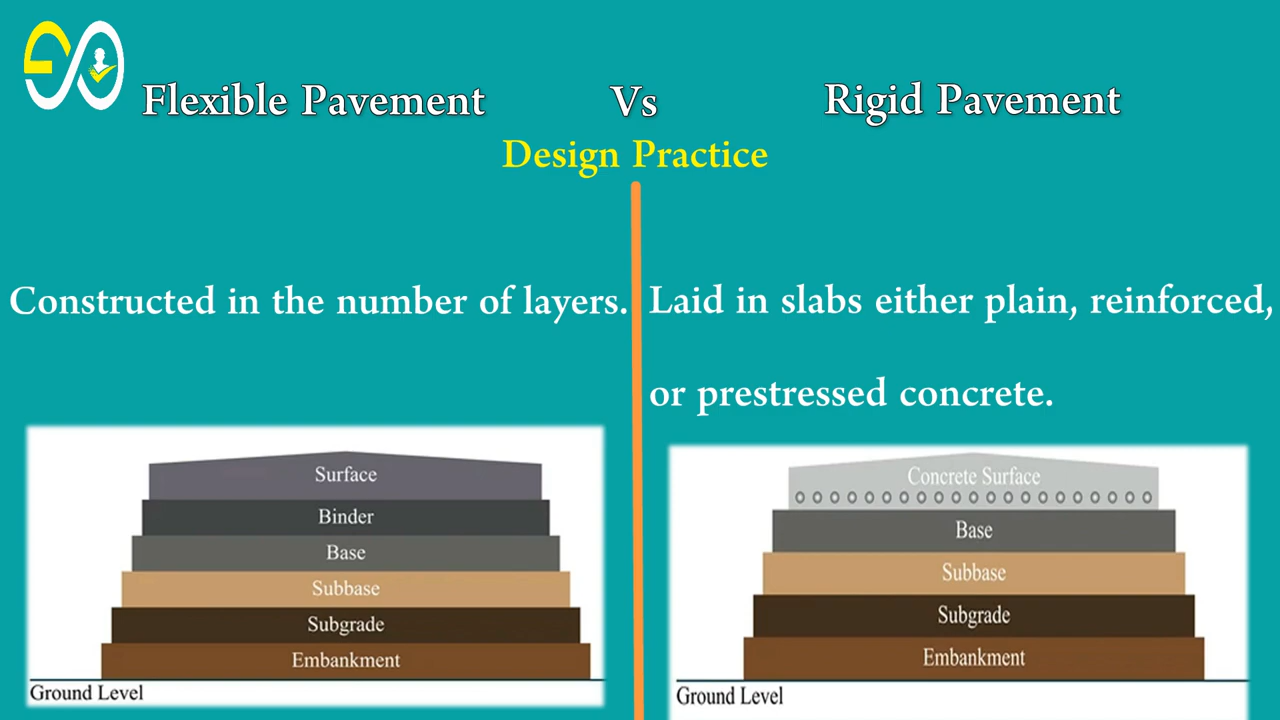 Flexible Pavement Vs Rigid Pavement
Design Practice
Constructed in the number of layers.
Surface
Binder
Base
Subbase
Subgrade
Embankment
Ground Level
Laid in slabs either plain, reinforced,
or prestressed concrete.
Concrete Surface
Base
Subbase
Subgrade
Embankment
Ground Level